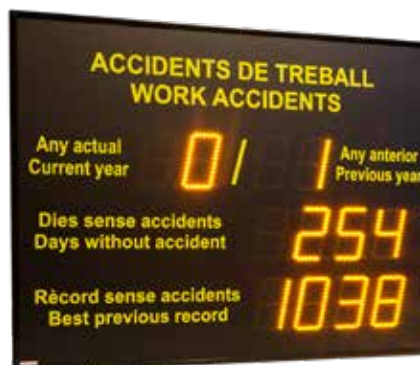 ACCIDENTS DE TREBALL
WORK ACCIDENTS
Any actual
Current year
0 / 1
Any anterior
Previous year
Dies sense accidents
Days without accident
254
Rècord sense accidents
Best previous record
1038